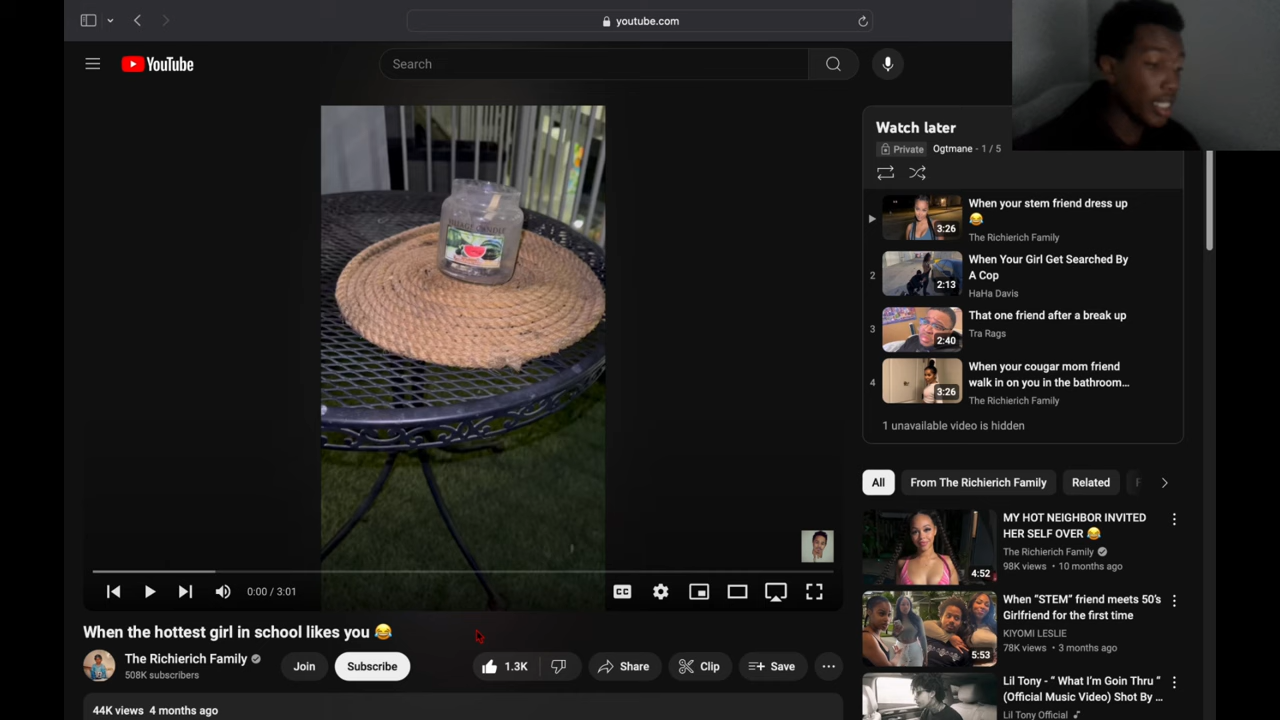 youtube.com
YouTube
Search
VILLAGE CANDLE
0:00 / 3:01
CC
When the hottest girl in school likes you 😂
The Richierich Family
508K subscribers
Join
Subscribe
1.3K
Share
Clip
Save
44K views 4 months ago
Watch later
Private
Ogtmane - 1 / 5
3:26
When your stem friend dress up
😂
The Richierich Family
2
2:13
When Your Girl Get Searched By
A Cop
HaHa Davis
3
2:40
That one friend after a break up
Tra Rags
4
3:26
When your cougar mom friend
walk in on you in the bathroom...
The Richierich Family
1 unavailable video is hidden
All
From The Richierich Family
Related
4:52
MY HOT NEIGHBOR INVITED
HER SELF OVER 😂
The Richierich Family
98K views • 10 months ago
5:53
When “STEM” friend meets 50’s
Girlfriend for the first time
KIYOMI LESLIE
78K views • 3 months ago
Lil Tony - “ What I’m Goin Thru “
(Official Music Video) Shot By ...
Lil Tony Official